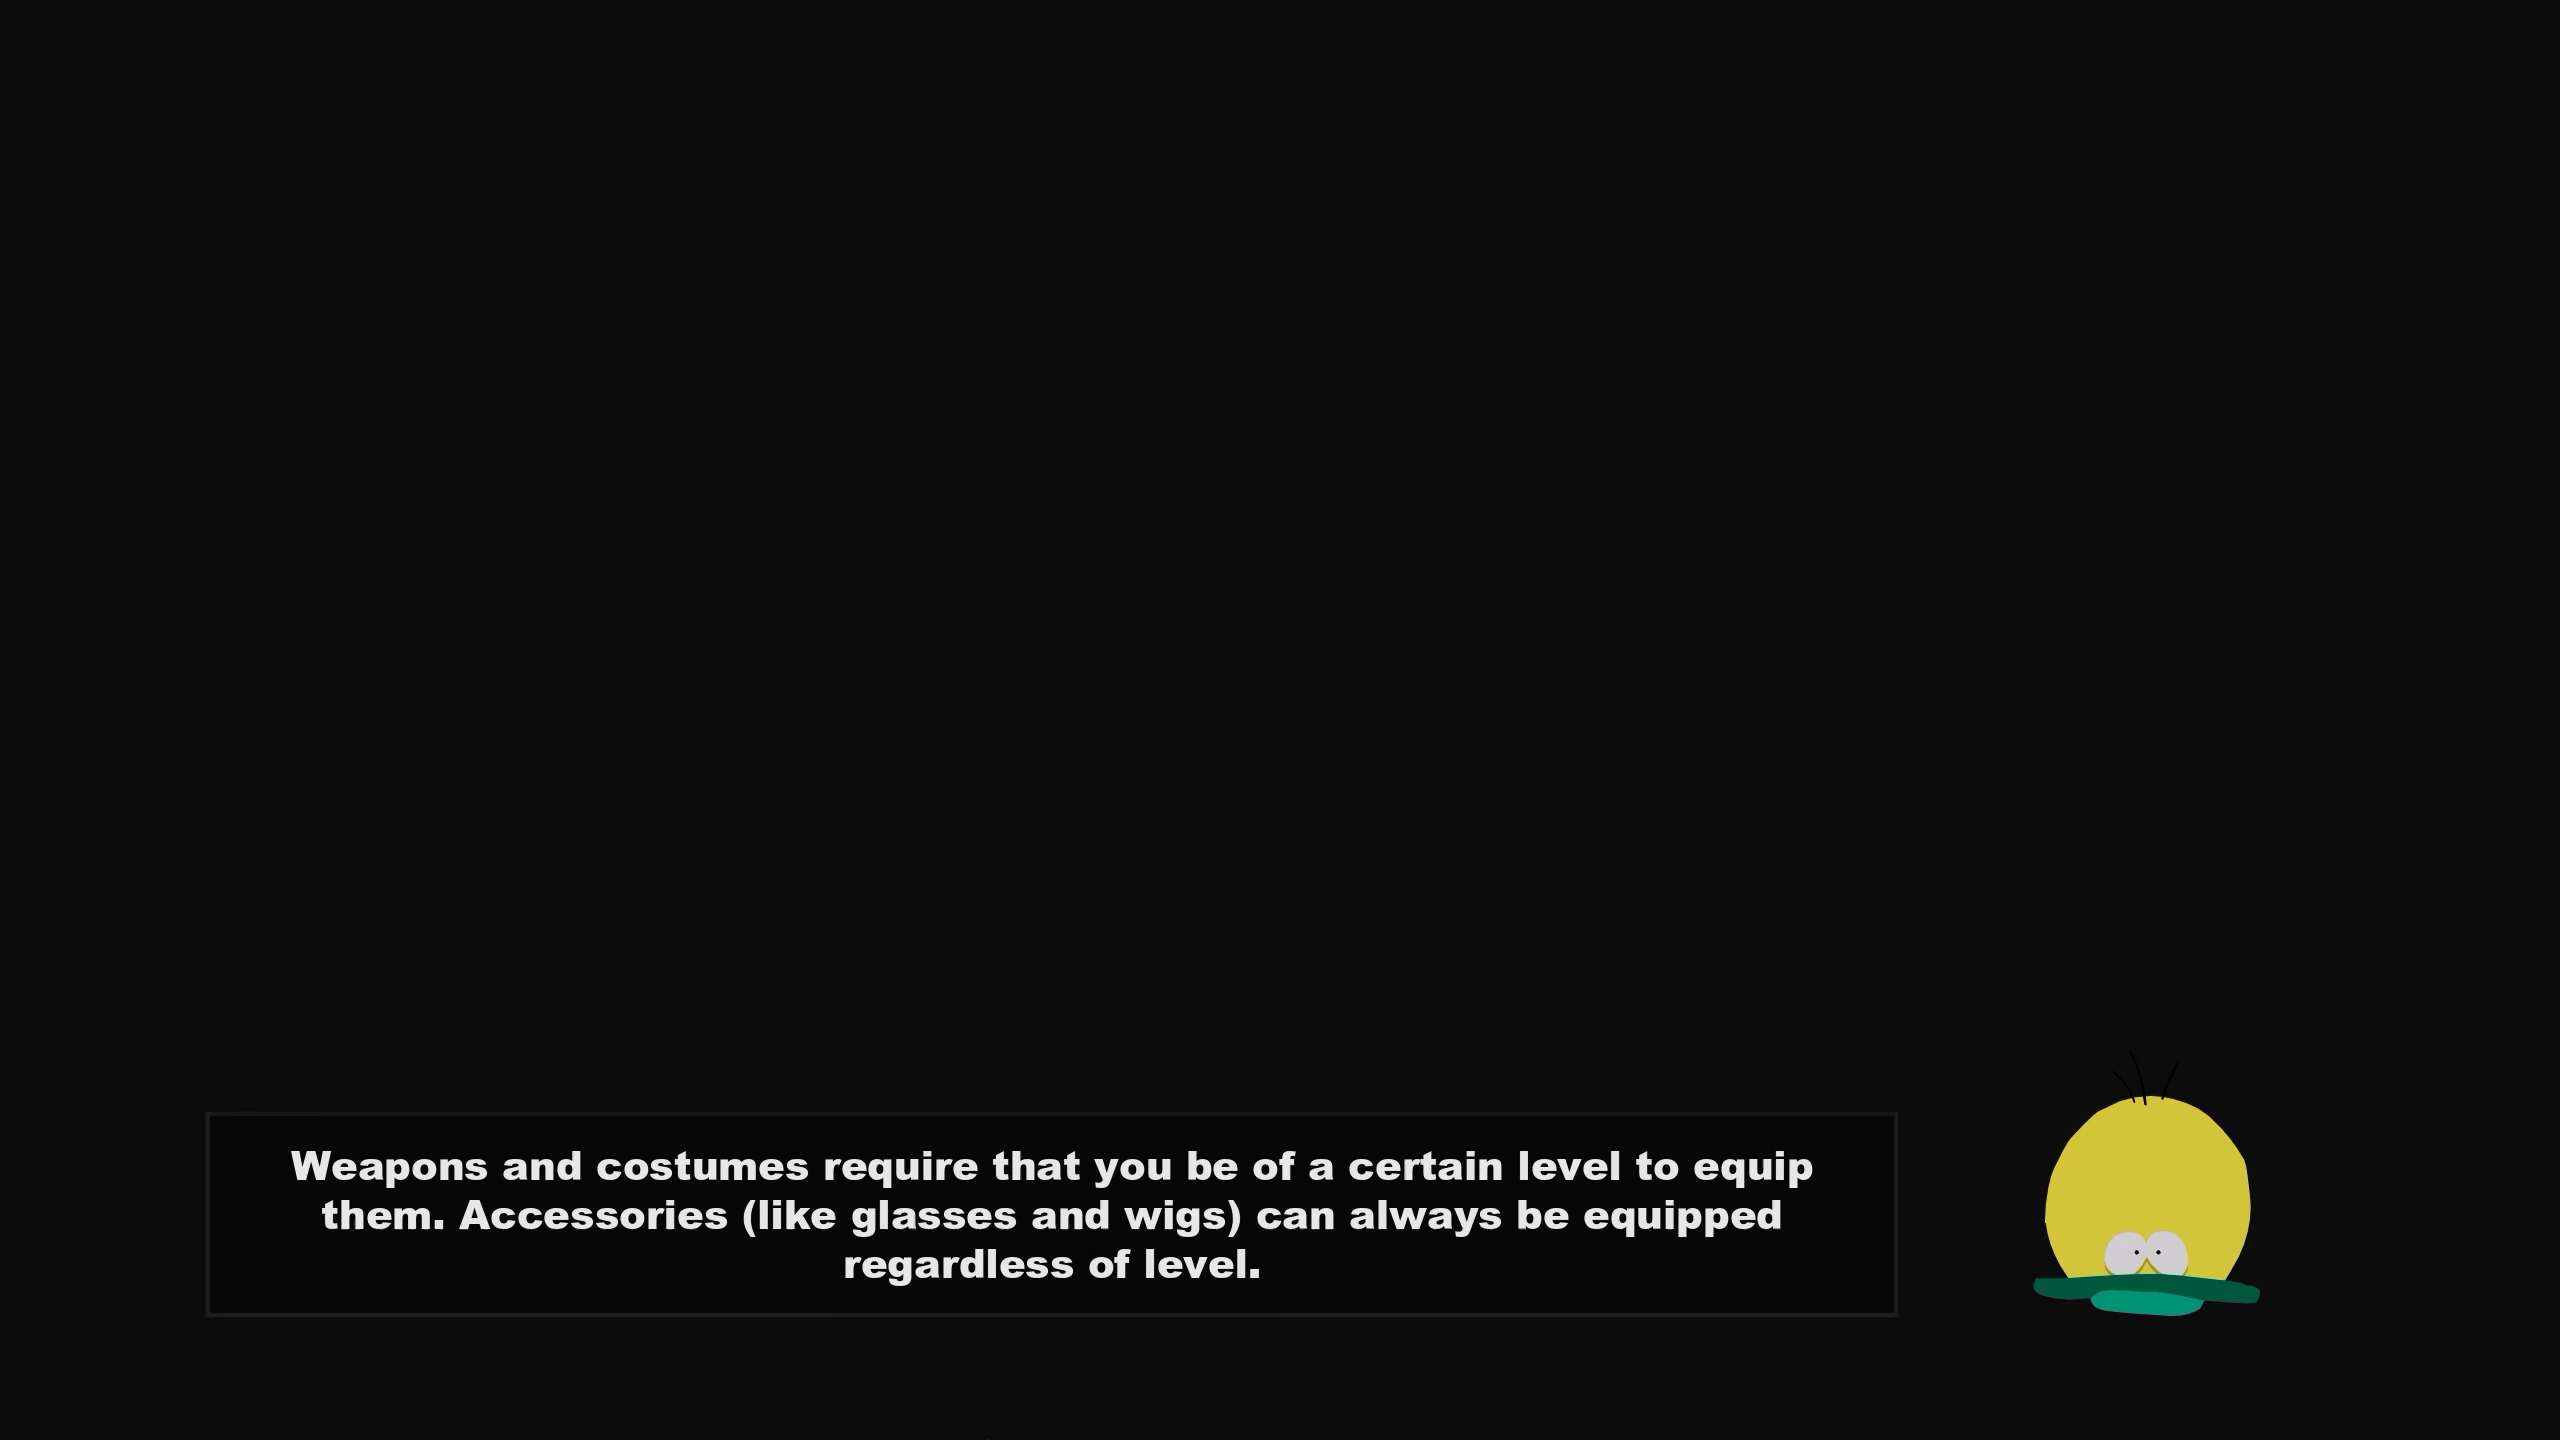 Weapons and costumes require that you be of a certain level to equip
them. Accessories (like glasses and wigs) can always be equipped
regardless of level.